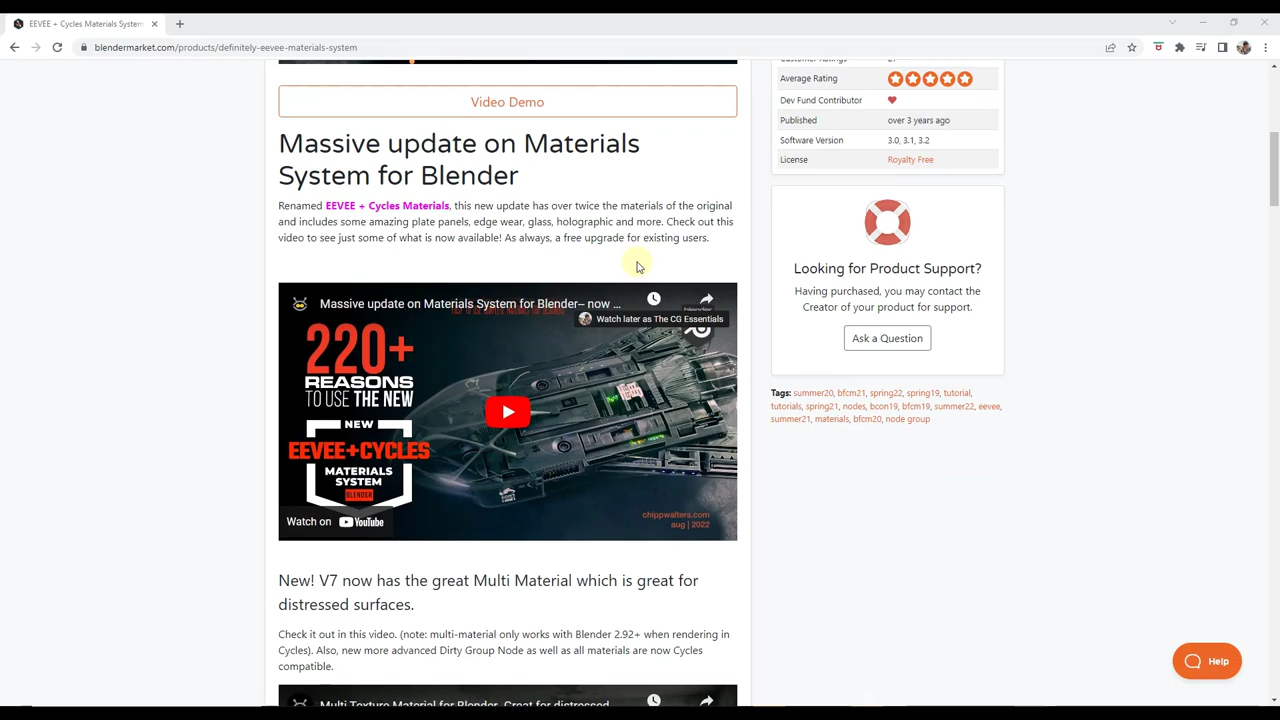 EEVEE + Cycles Materials System
blendermarket.com/products/definitely-eevee-materials-system
Video Demo
Massive update on Materials
System for Blender
Renamed EEVEE + Cycles Materials, this new update has over twice the materials of the original
and includes some amazing plate panels, edge wear, glass, holographic and more. Check out this
video to see just some of what is now available! As always, a free upgrade for existing users.
Massive update on Materials System for Blender-- now ...
Watch later as The CG Essentials
220+
REASONS
TO USE THE NEW
NEW
EEVEE+CYCLES
MATERIALS
SYSTEM
BLENDER
chippwalters.com
aug | 2022
Watch on YouTube
New! V7 now has the great Multi Material which is great for
distressed surfaces.
Check it out in this video. (note: multi-material only works with Blender 2.92+ when rendering in
Cycles). Also, new more advanced Dirty Group Node as well as all materials are now Cycles
compatible.
Multi Texture Material for Blender. Great for distressed
Customer Ratings
Average Rating
Dev Fund Contributor
Published over 3 years ago
Software Version 3.0, 3.1, 3.2
License Royalty Free
Looking for Product Support?
Having purchased, you may contact the
Creator of your product for support.
Ask a Question
Tags: summer20, bfcm21, spring22, spring19, tutorial,
tutorials, spring21, nodes, bcon19, bfcm19, summer22, eevee,
summer21, materials, bfcm20, node group
Help